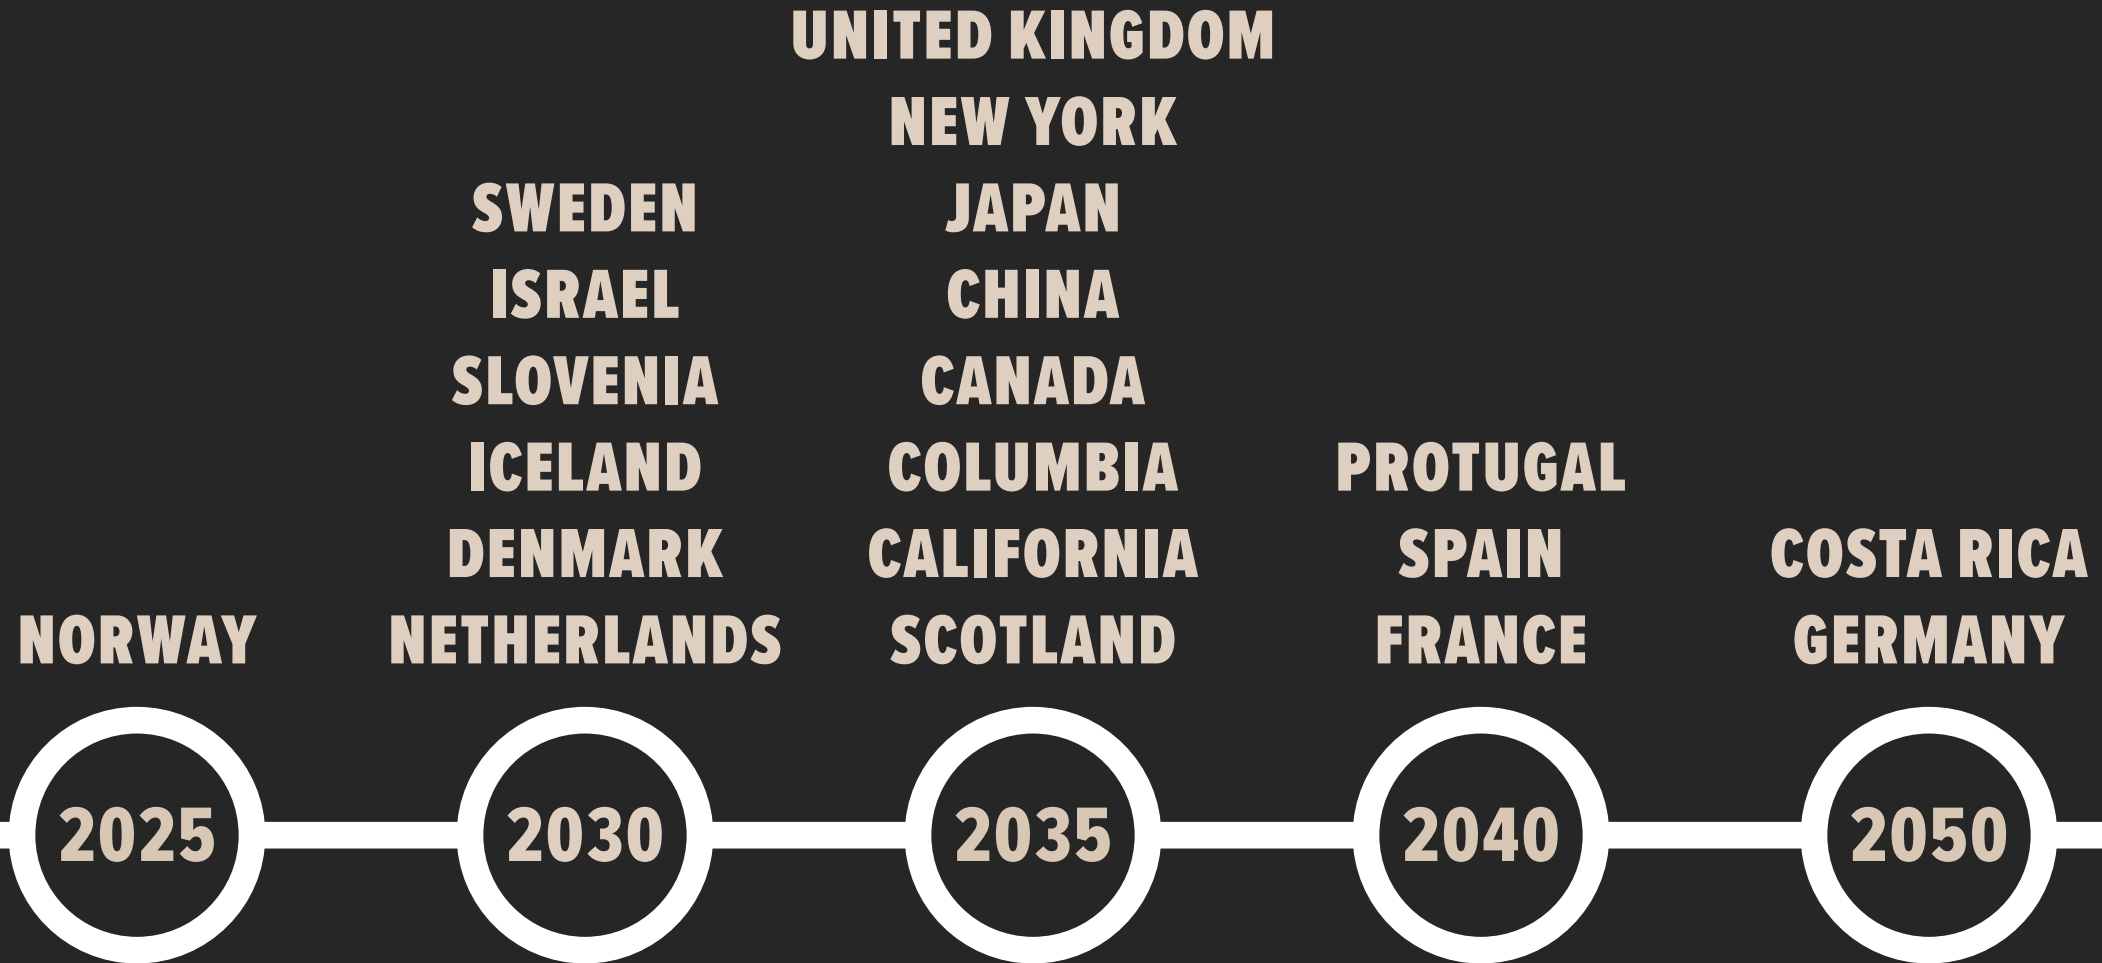 NORWAY
2025
SWEDEN
ISRAEL
SLOVENIA
ICELAND
DENMARK
NETHERLANDS
2030
UNITED KINGDOM
NEW YORK
JAPAN
CHINA
CANADA
COLUMBIA
CALIFORNIA
SCOTLAND
2035
PROTUGAL
SPAIN
FRANCE
2040
COSTA RICA
GERMANY
2050